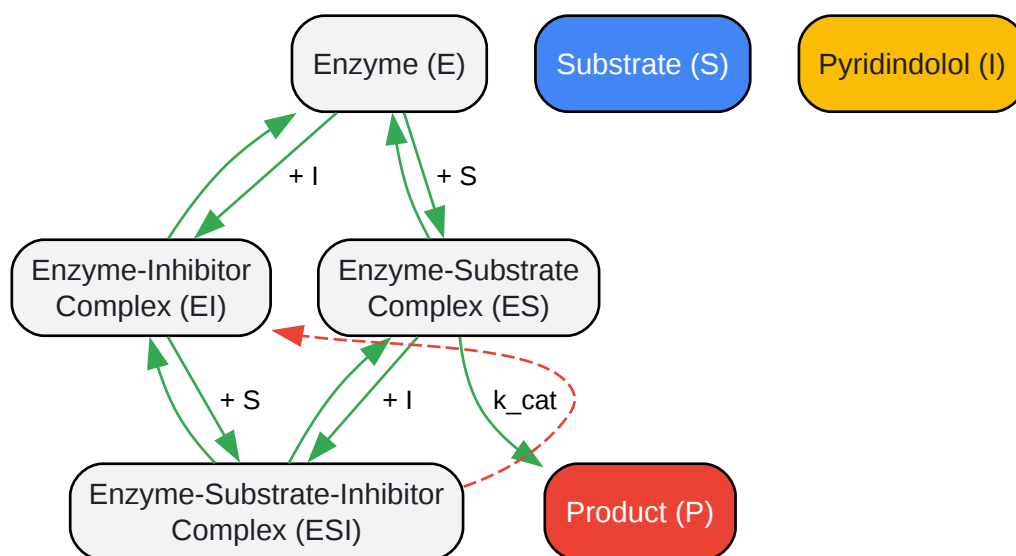 Enzyme (E)
Substrate (S)
Pyridindolol (I)
+ I
+ S
Enzyme-Inhibitor
Complex (EI)
Enzyme-Substrate
Complex (ES)
+ S
+ I
k_cat
Enzyme-Substrate-Inhibitor
Complex (ESI)
Product (P)